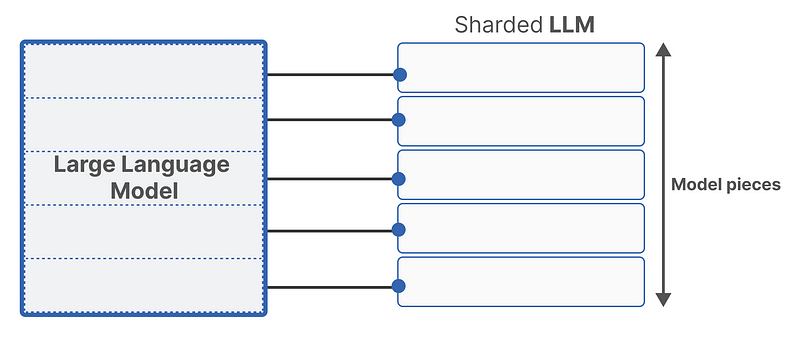 Sharded LLM
Large Language
Model
Model pieces